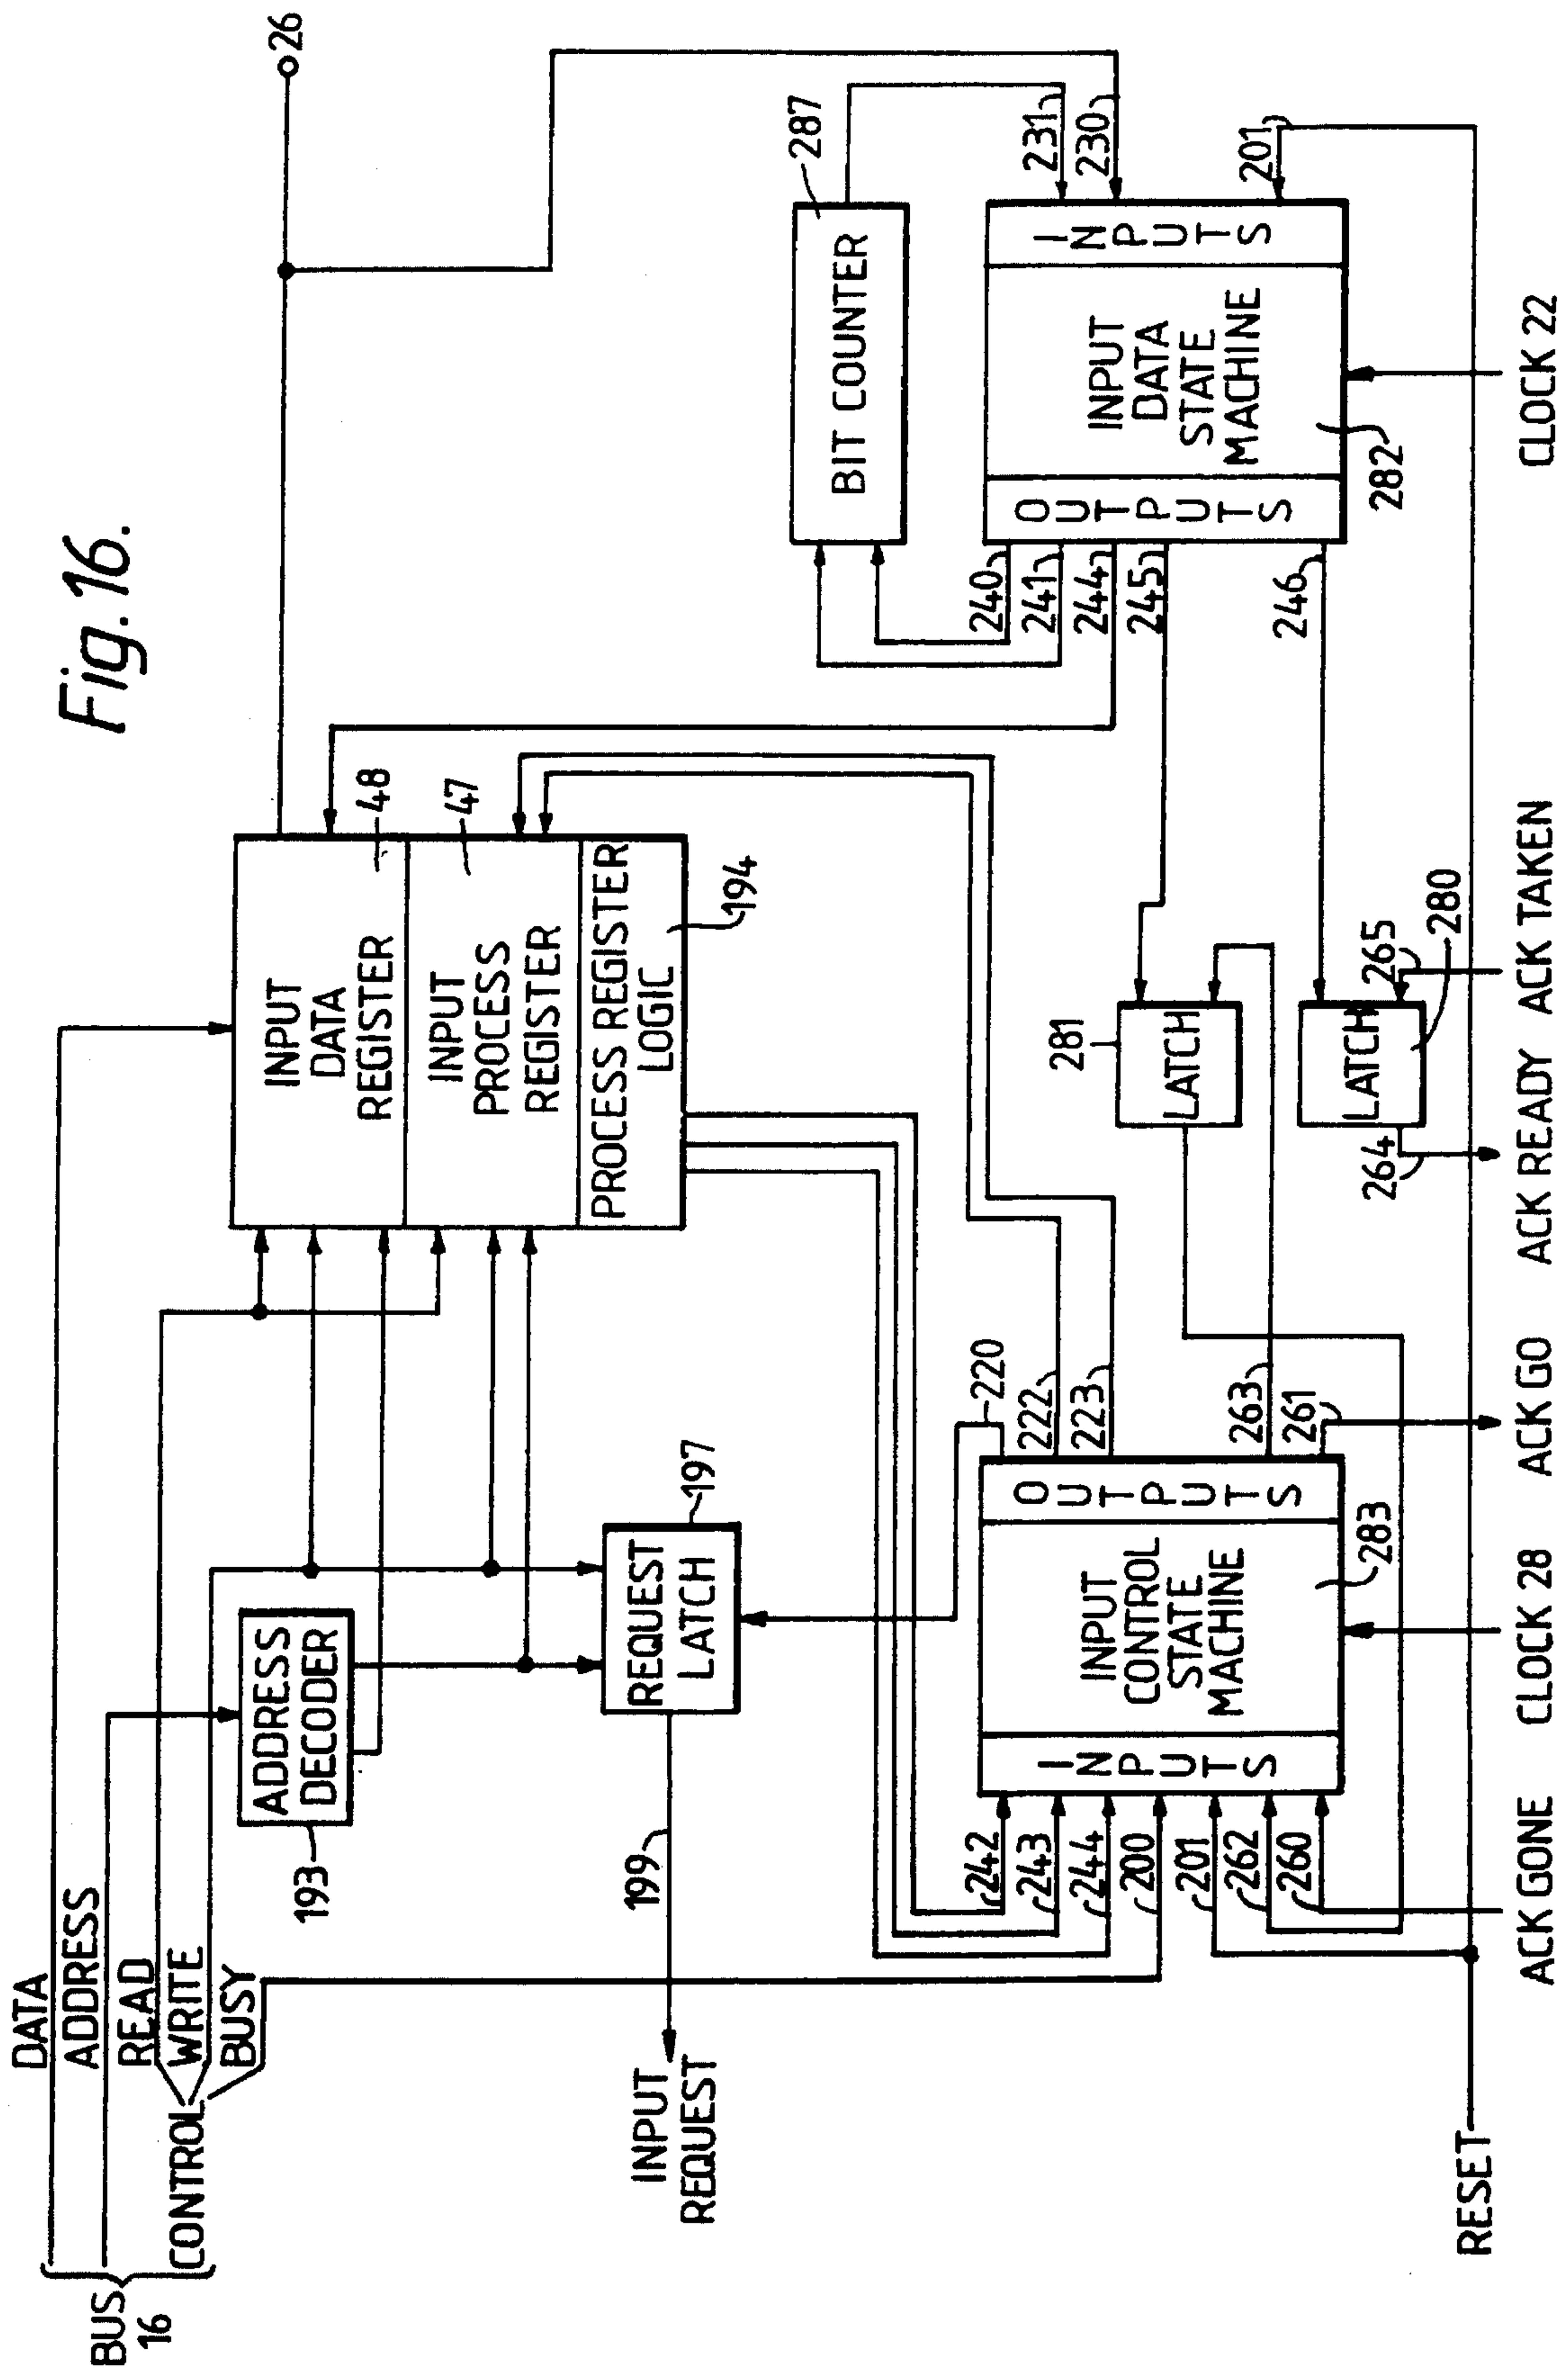 Fig. 16.
BUS
16
DATA
ADDRESS
CONTROL
READ
WRITE
BUSY
26
ADDRESS
DECODER
193
INPUT
DATA
REGISTER
48
INPUT
PROCESS
REGISTER
47
PROCESS REGISTER
LOGIC
194
REQUEST
LATCH
197
199
INPUT
REQUEST
BIT COUNTER
287
INPUTS
INPUT
CONTROL
STATE
MACHINE
OUTPUTS
283
242
243
244
200
201
262
260
220
222
223
263
261
281
LATCH
LATCH
280
264
265
OUTPUTS
INPUT
DATA
STATE
MACHINE
INPUTS
282
240
241
244
245
246
231
230
201
RESET
ACK GONE
CLOCK 28
ACK GO
ACK READY
ACK TAKEN
CLOCK 22